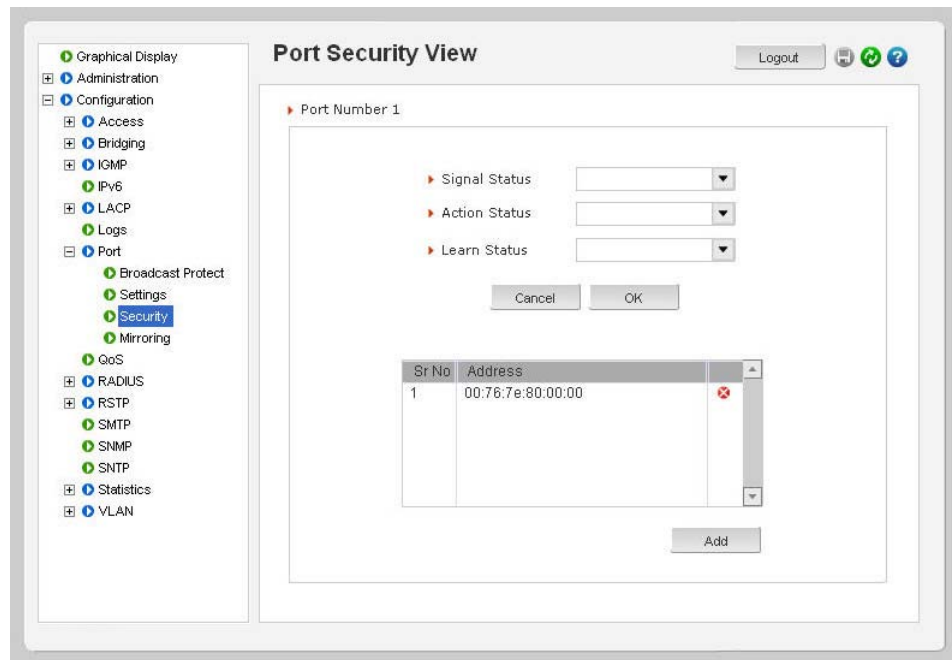 Graphical Display
Administration
Configuration
Access
Bridging
IGMP
IPv6
LACP
Logs
Port
Broadcast Protect
Settings
Security
Mirroring
QoS
RADIUS
RSTP
SMTP
SNMP
SNTP
Statistics
VLAN
Port Security View
Logout
?
Port Number 1
Signal Status
Action Status
Learn Status
Cancel OK
Sr No Address
1 00:76:7e:80:00:00
Add